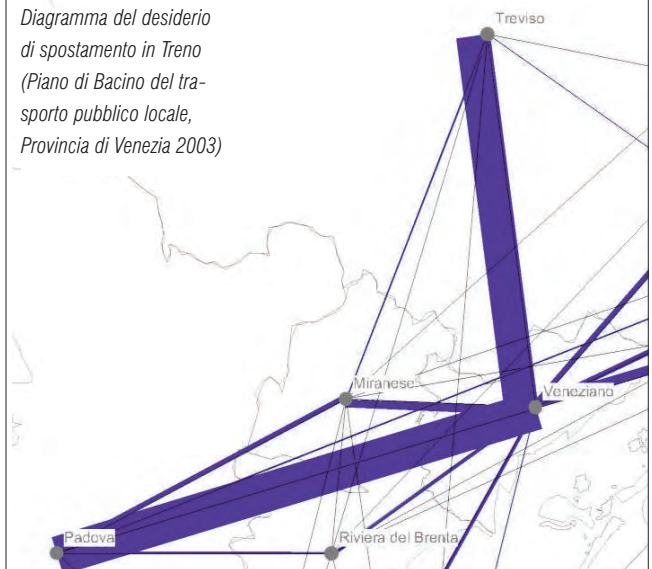 Diagramma del desiderio
di spostamento in Treno
(Piano di Bacino del tra-
sporto pubblico locale,
Provincia di Venezia 2003)
Treviso
Miranese
Veneziano
Padova
Riviera del Brenta